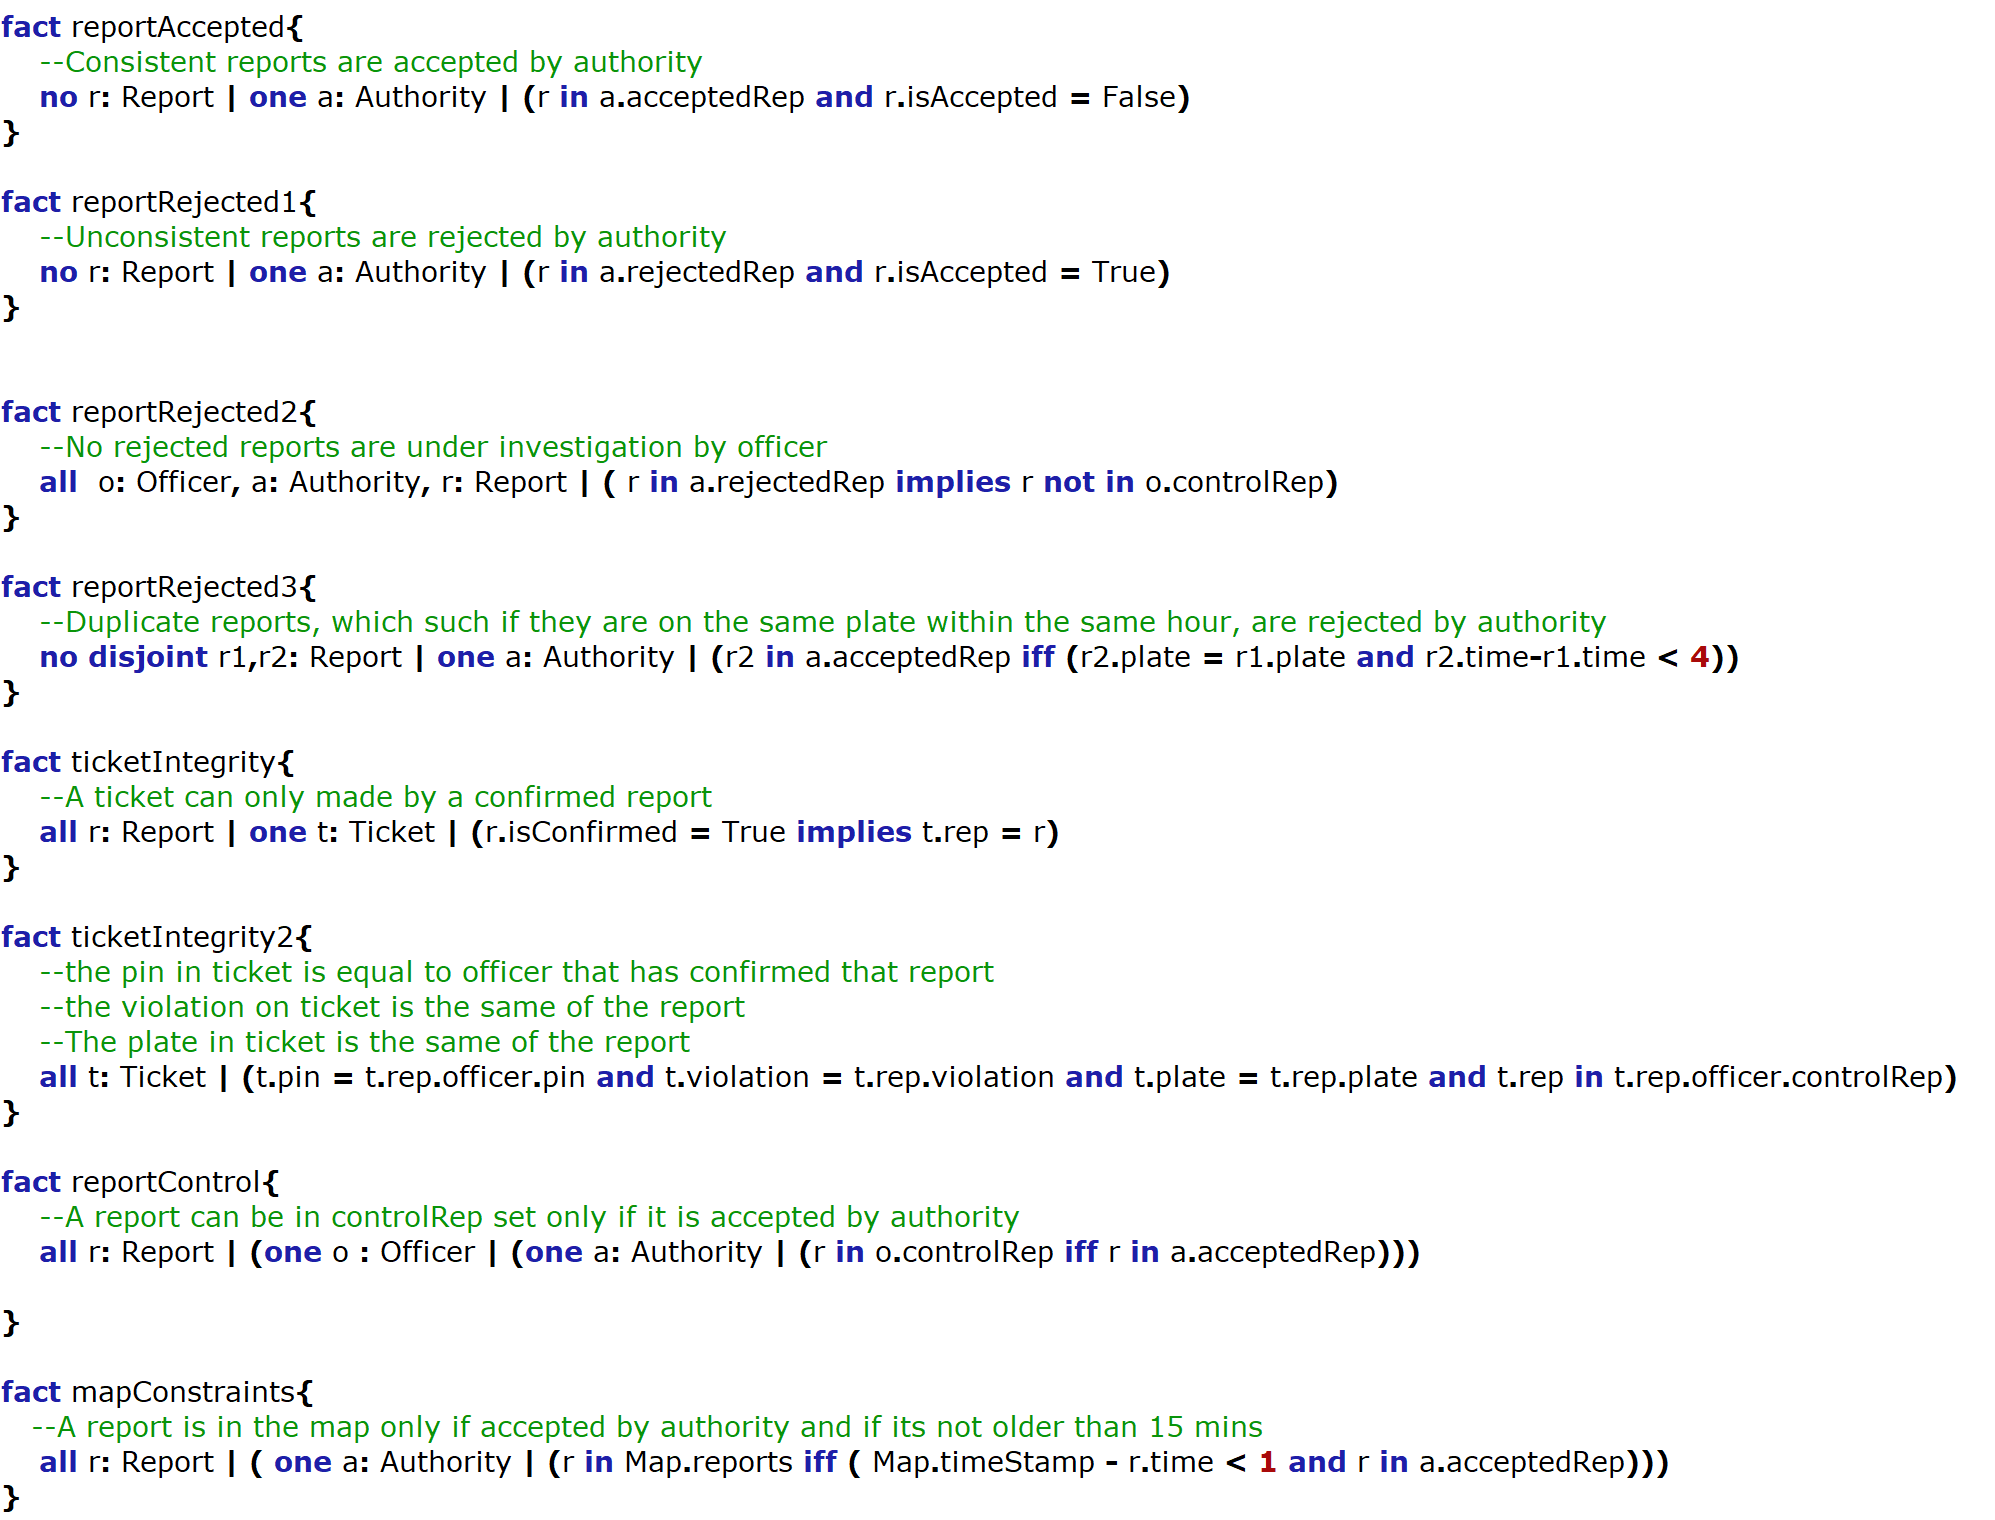 fact reportAccepted{
--Consistent reports are accepted by authority
no r: Report | one a: Authority | (r in a.acceptedRep and r.isAccepted = False)
}
fact reportRejected1{
--Unconsistent reports are rejected by authority
no r: Report | one a: Authority | (r in a.rejectedRep and r.isAccepted = True)
}
fact reportRejected2{
--No rejected reports are under investigation by officer
all  o: Officer, a: Authority, r: Report | ( r in a.rejectedRep implies r not in o.controlRep)
}
fact reportRejected3{
--Duplicate reports, which such if they are on the same plate within the same hour, are rejected by authority
no disjoint r1,r2: Report | one a: Authority | (r2 in a.acceptedRep iff (r2.plate = r1.plate and r2.time-r1.time < 4))
}
fact ticketIntegrity{
--A ticket can only made by a confirmed report
all r: Report | one t: Ticket | (r.isConfirmed = True implies t.rep = r)
}
fact ticketIntegrity2{
--the pin in ticket is equal to officer that has confirmed that report
--the violation on ticket is the same of the report
--The plate in ticket is the same of the report
all t: Ticket | (t.pin = t.rep.officer.pin and t.violation = t.rep.violation and t.plate = t.rep.plate and t.rep in t.rep.officer.controlRep)
}
fact reportControl{
--A report can be in controlRep set only if it is accepted by authority
all r: Report | (one o : Officer | (one a: Authority | (r in o.controlRep iff r in a.acceptedRep)))
}
fact mapConstraints{
--A report is in the map only if accepted by authority and if its not older than 15 mins
all r: Report | ( one a: Authority | (r in Map.reports iff ( Map.timeStamp - r.time < 1 and r in a.acceptedRep)))
}